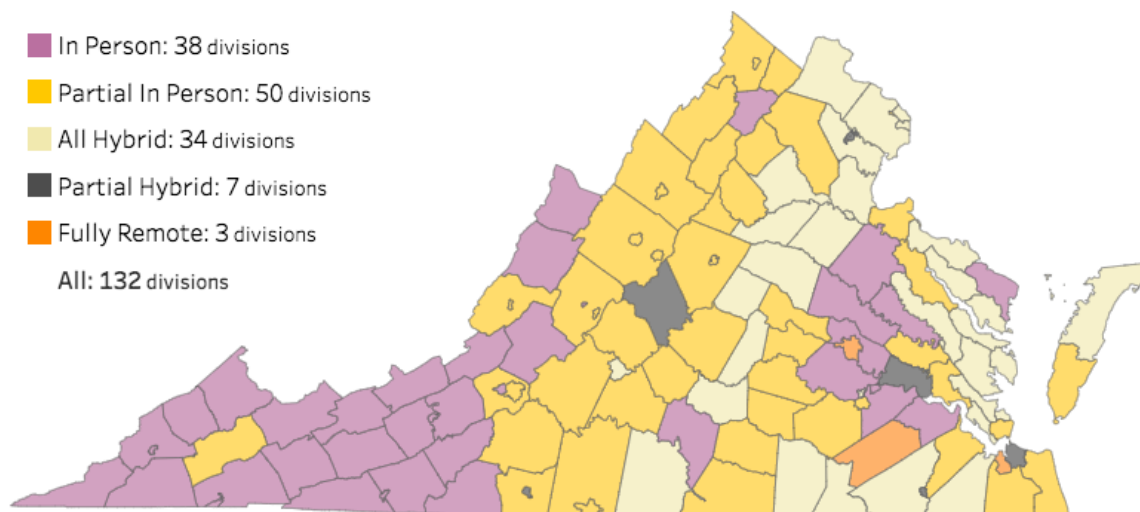 In Person: 38 divisions
Partial In Person: 50 divisions
All Hybrid: 34 divisions
Partial Hybrid: 7 divisions
Fully Remote: 3 divisions
All: 132 divisions